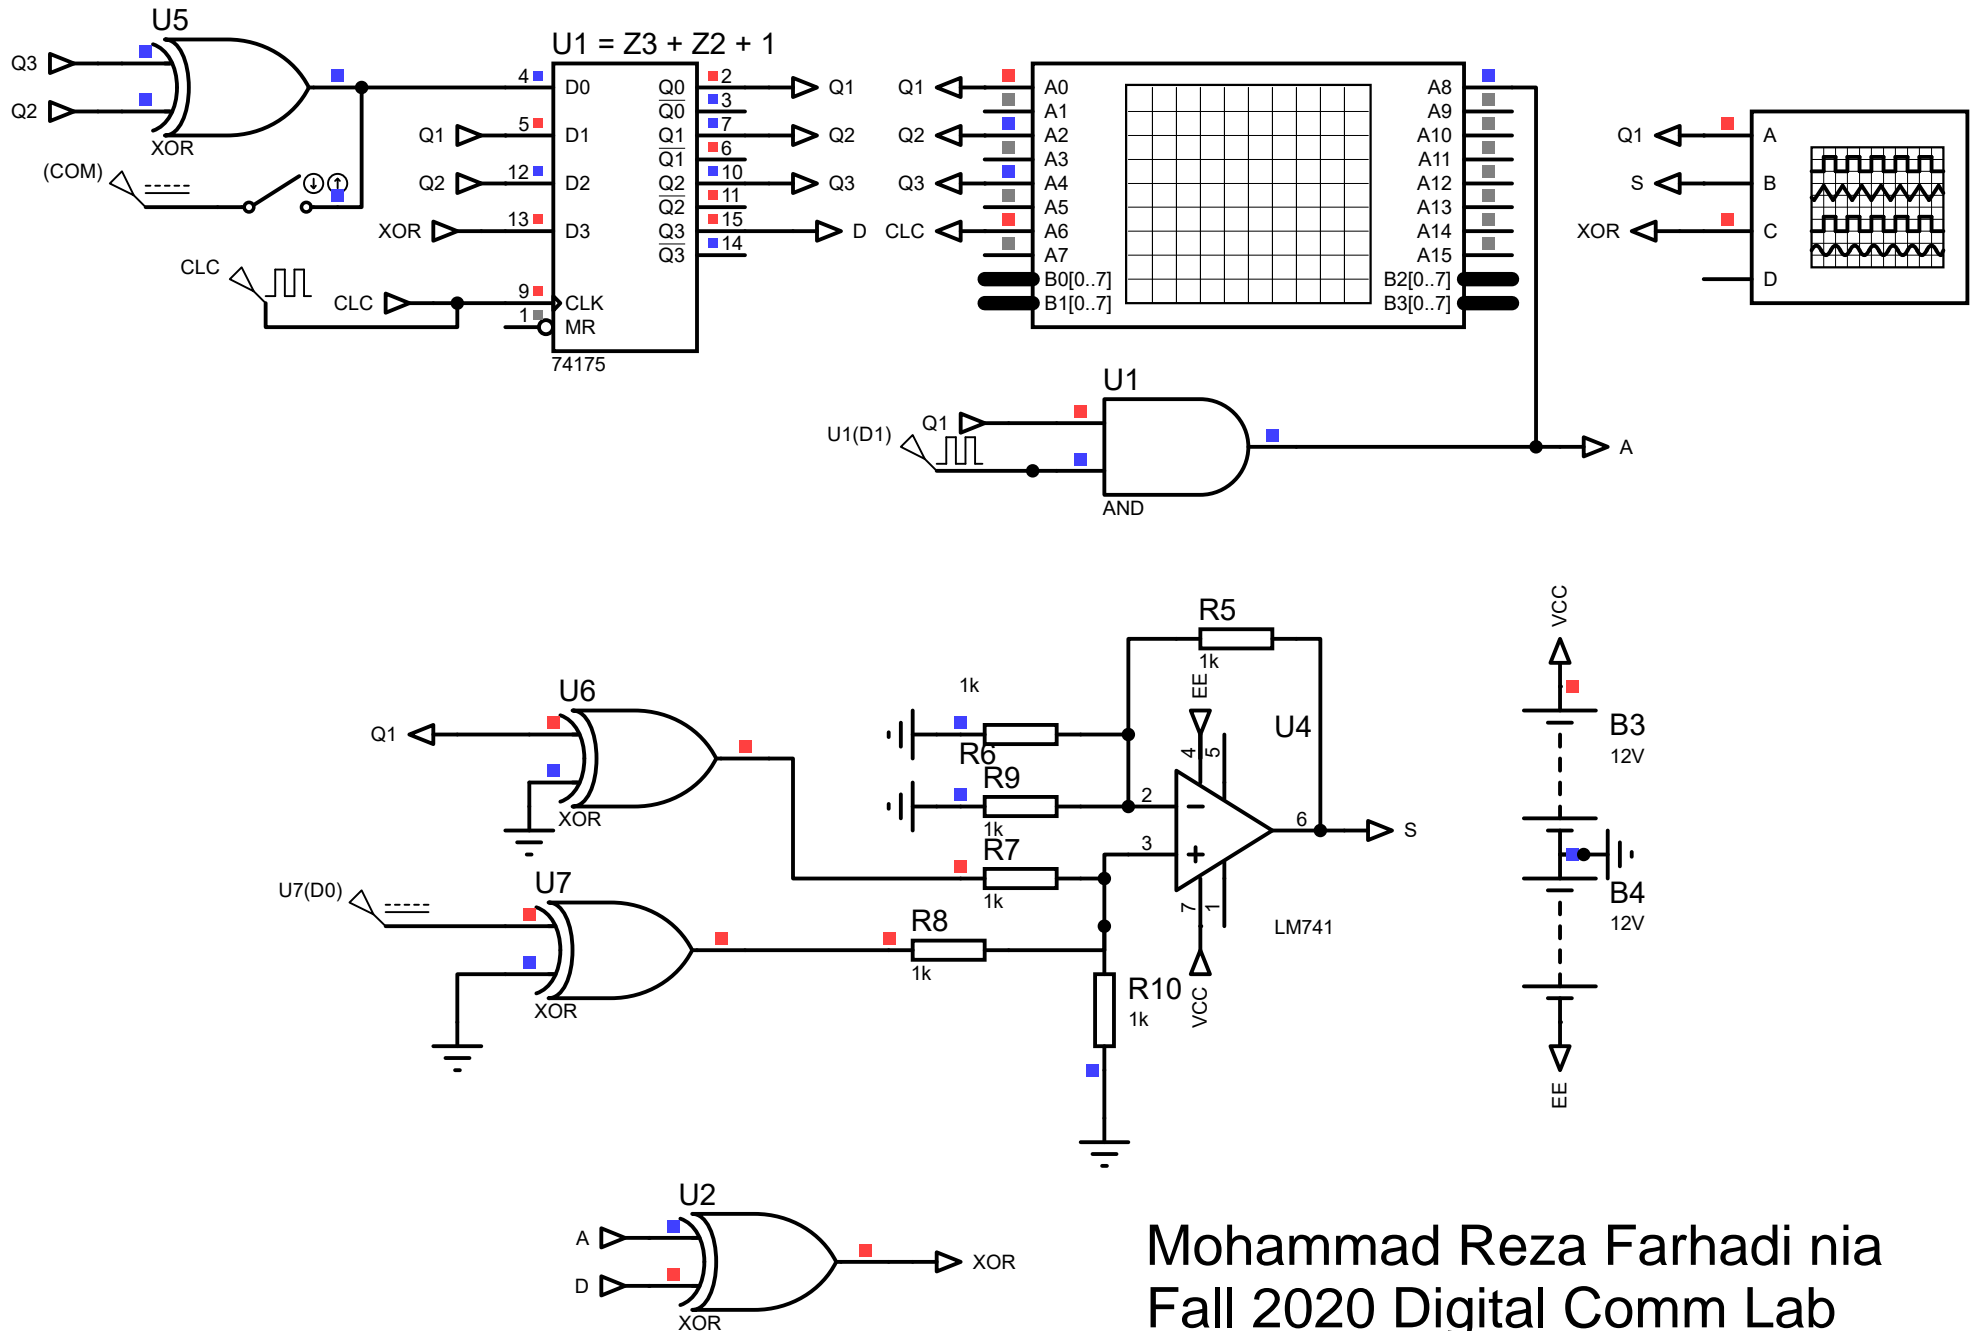 U5
Q3
Q2
XOR
(COM)
U1 = Z3 + Z2 + 1
4 D0 Q0 2 Q1
Q0 3
Q1 5 D1 Q1 7 Q2
Q1 6
Q2 12 D2 Q2 10 Q3
Q2 11
XOR 13 D3 Q3 15 D
Q3 14
CLC
CLC 9 CLK
1 MR
74175
Q1 A0 A8
A1 A9
Q2 A2 A10
A3 A11
Q3 A4 A12
A5 A13
CLC A6 A14
A7 A15
B0[0..7] B2[0..7]
B1[0..7] B3[0..7]
Q1 A
S B
XOR C
D
U1
Q1
U1(D1)
A
AND
U6
Q1
XOR
U7
U7(D0)
XOR
R5
1k
1k
R6
R9
1k
R7
1k
R8
1k
R10
1k
EE
U4
4 5
2
3
6 S
7 1
LM741
VCC
VCC
B3
12V
B4
12V
EE
U2
A
D
XOR
XOR
Mohammad Reza Farhadi nia
Fall 2020 Digital Comm Lab